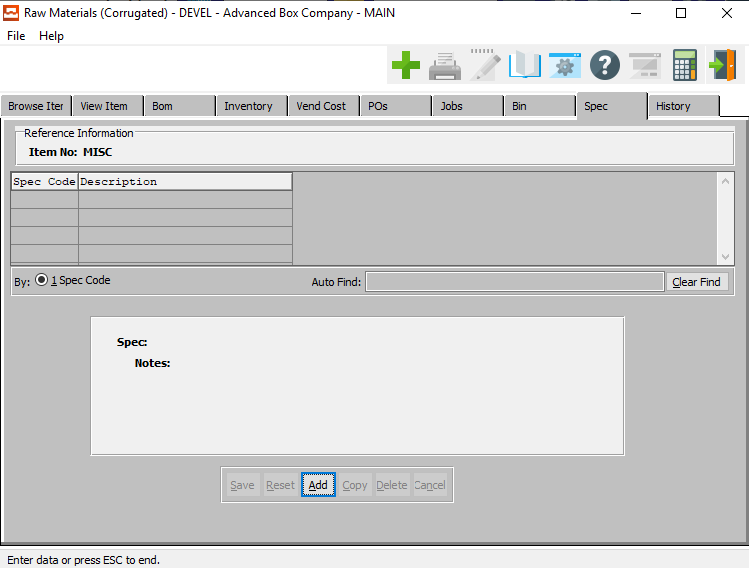 Raw Materials (Corrugated) - DEVEL - Advanced Box Company - MAIN
File Help
Browse Iter View Item Bom Inventory Vend Cost POs Jobs Bin Spec History
Reference Information
Item No: MISC
Spec Code Description
By: 1 Spec Code Auto Find: Clear Find
Spec:
Notes:
Save Reset Add Copy Delete Cancel
Enter data or press ESC to end.